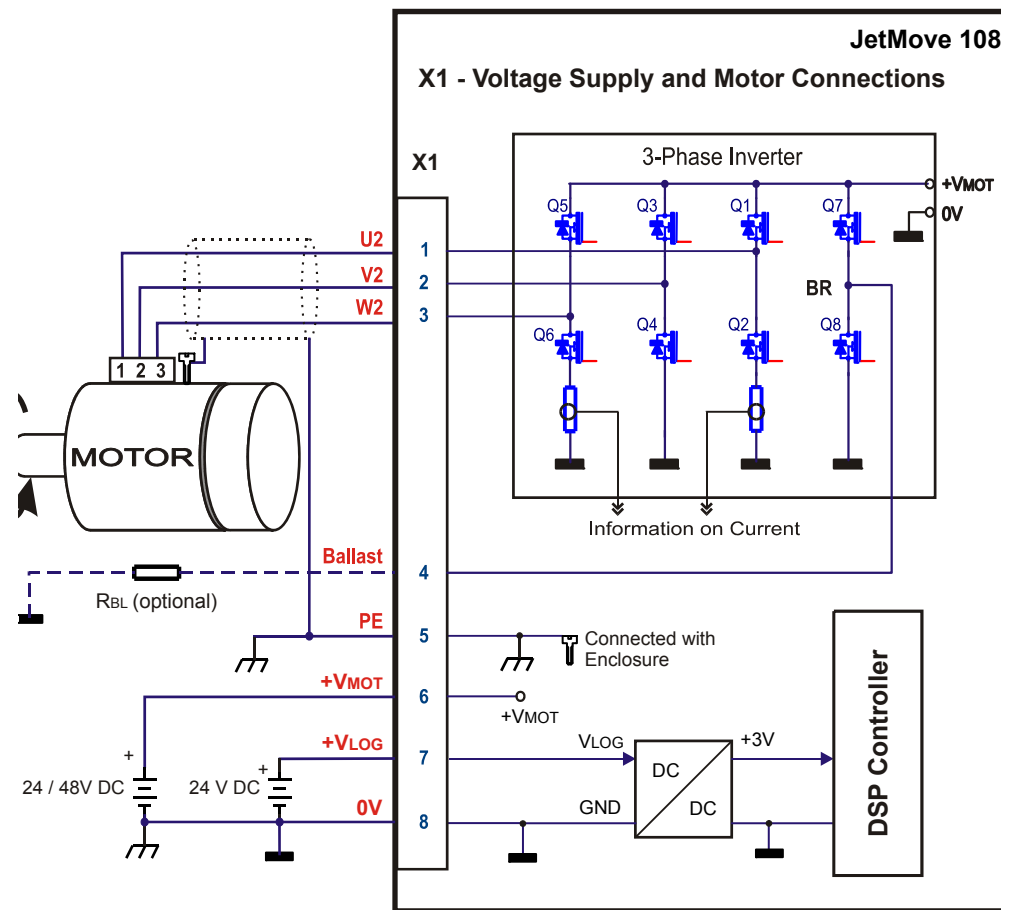 JetMove 108
X1 - Voltage Supply and Motor Connections
X1
3-Phase Inverter
+VMOT
0V
Q5
Q3
Q1
Q7
BR
Q6
Q4
Q2
Q8
Information on Current
U2
1
V2
2
W2
3
1 2 3
MOTOR
Ballast
4
RBL (optional)
PE
5
Connected with
Enclosure
+VMOT
6
+VMOT
+VLOG
7
VLOG
+3V
DC
DC
GND
DSP Controller
+
24 / 48V DC
+
24 V DC
0V
8